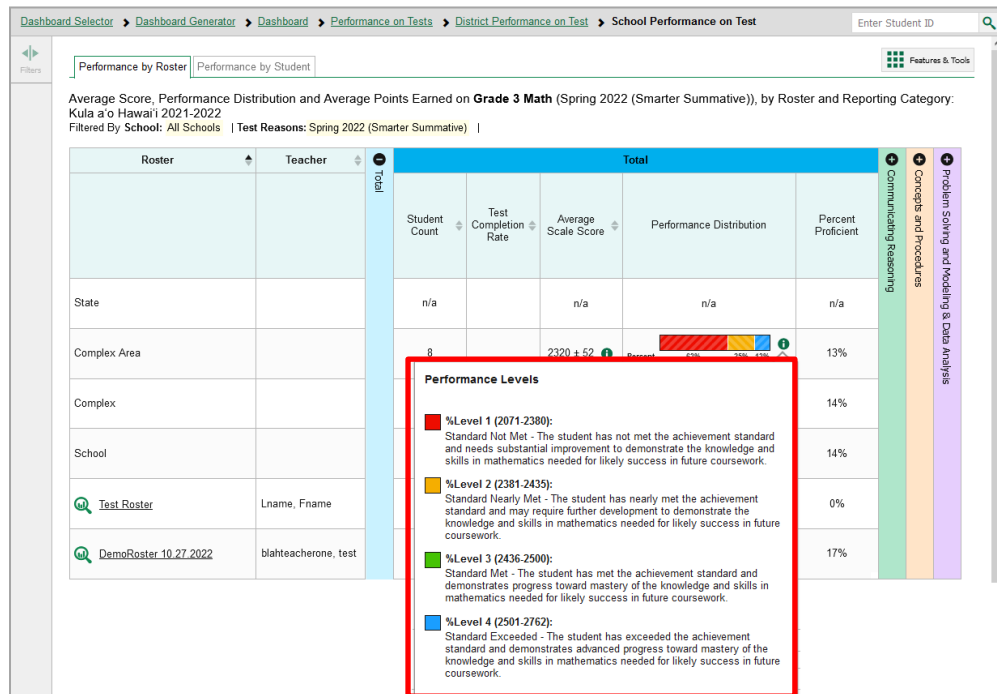 Dashboard Selector > Dashboard Generator > Dashboard > Performance on Tests > District Performance on Test > School Performance on Test
Enter Student ID
Filters
Performance by Roster
Performance by Student
Features & Tools
Average Score, Performance Distribution and Average Points Earned on Grade 3 Math (Spring 2022 (Smarter Summative)), by Roster and Reporting Category:
Kula aʻo Hawaiʻi 2021-2022
Filtered By School: All Schools | Test Reasons: Spring 2022 (Smarter Summative) |
Roster
Teacher
Total
Total
Student
Count
Test
Completion
Rate
Average
Scale Score
Performance Distribution
Percent
Proficient
Communicating Reasoning
Concepts and Procedures
Problem Solving and Modeling & Data Analysis
State
n/a
n/a
n/a
n/a
Complex Area
8
2320 ± 52
Percent 62% 25% 13%
13%
Complex
14%
School
14%
Test Roster
Lname, Fname
0%
DemoRoster 10.27.2022
blahteacherone, test
17%
Performance Levels
%Level 1 (2071-2380):
Standard Not Met - The student has not met the achievement standard
and needs substantial improvement to demonstrate the knowledge and
skills in mathematics needed for likely success in future coursework.
%Level 2 (2381-2435):
Standard Nearly Met - The student has nearly met the achievement
standard and may require further development to demonstrate the
knowledge and skills in mathematics needed for likely success in future
coursework.
%Level 3 (2436-2500):
Standard Met - The student has met the achievement standard and
demonstrates progress toward mastery of the knowledge and skills in
mathematics needed for likely success in future coursework.
%Level 4 (2501-2762):
Standard Exceeded - The student has exceeded the achievement
standard and demonstrates advanced progress toward mastery of the
knowledge and skills in mathematics needed for likely success in future
coursework.